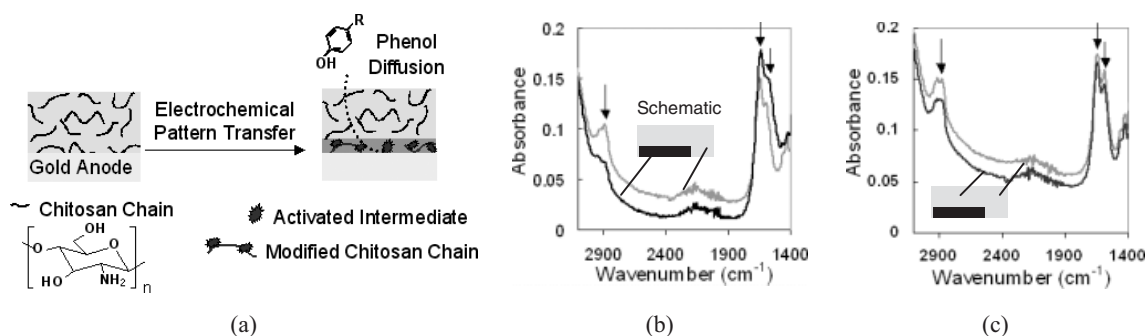 R
OH
Phenol
Diffusion
Electrochemical
Pattern Transfer
Gold Anode
Chitosan Chain
Activated Intermediate
Modified Chitosan Chain
OH
O
O
HO
NH2
n
(a)
(b)
0.2
0.15
0.1
0.05
0
Absorbance
Schematic
2900 2400 1900 1400
Wavenumber (cm-1)
(b)
(c)
0.2
0.15
0.1
0.05
0
Absorbance
2900 2400 1900 1400
Wavenumber (cm-1)
(c)